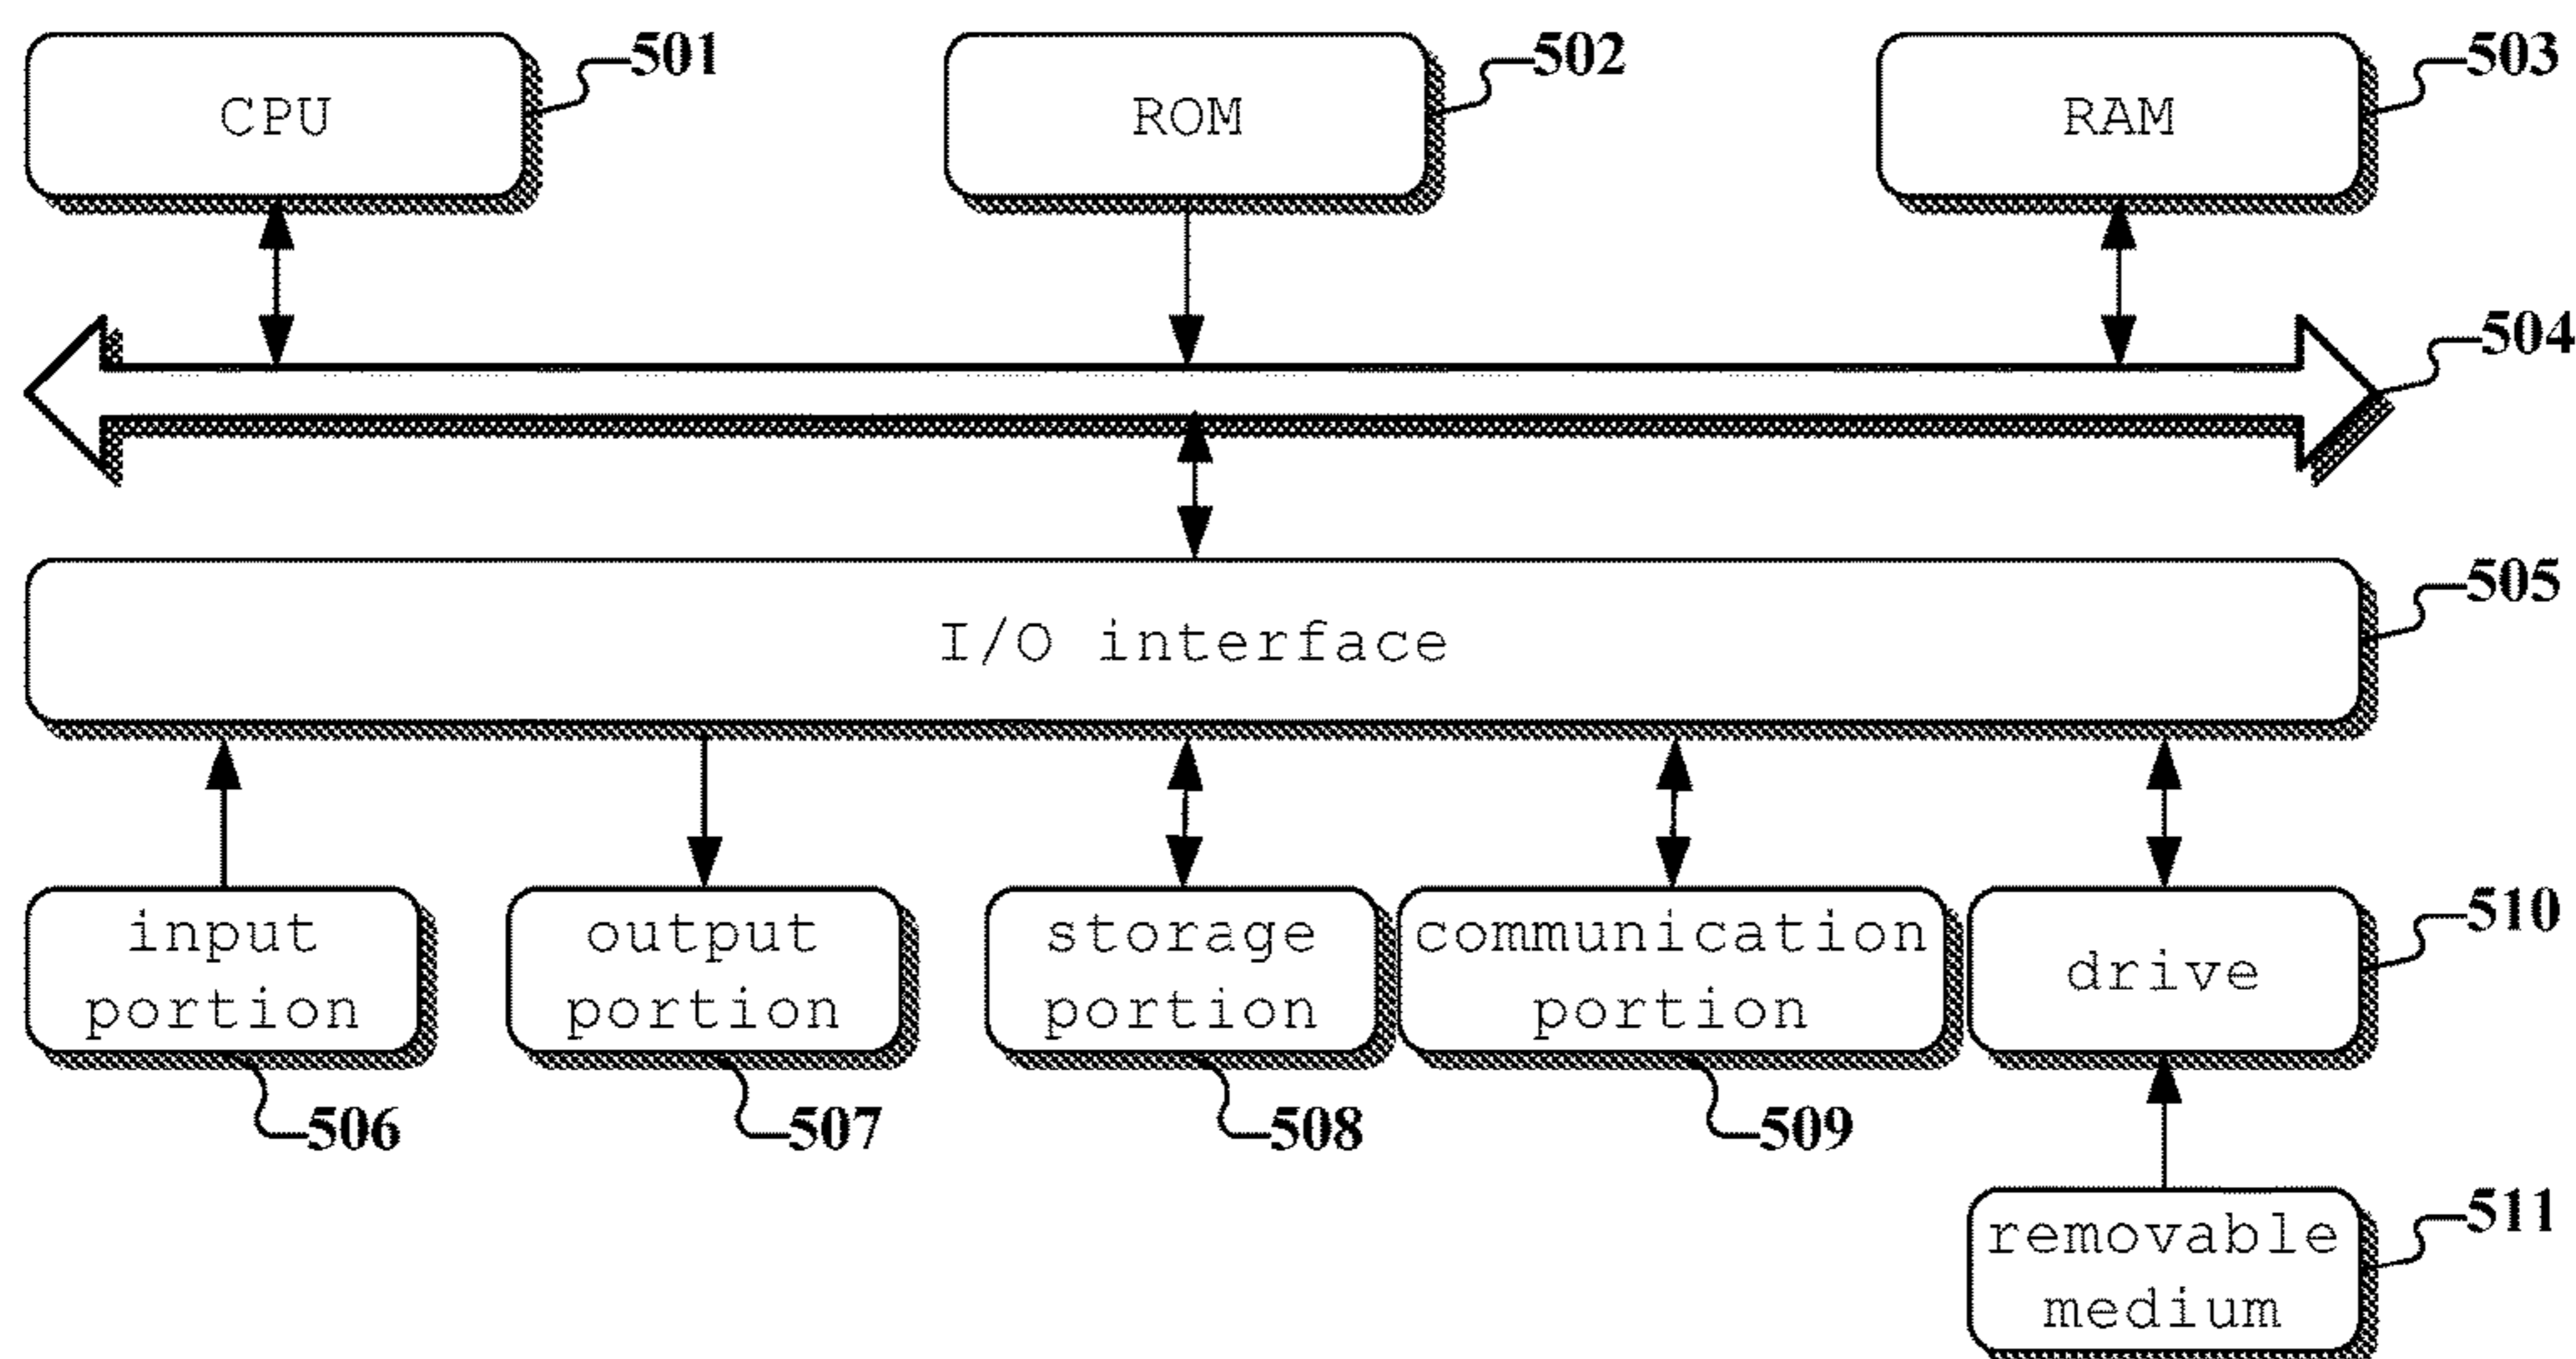 CPU
501
ROM
502
RAM
503
504
I/O interface
505
input
portion
506
output
portion
507
storage
portion
508
communication
portion
509
drive
510
removable
medium
511